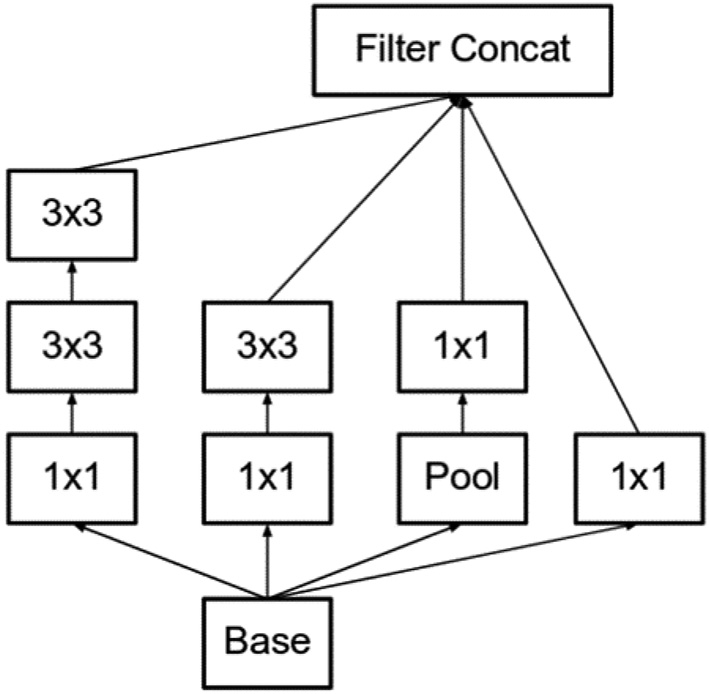 Filter Concat
3x3
3x3
3x3
1x1
1x1
1x1
Pool
1x1
Base